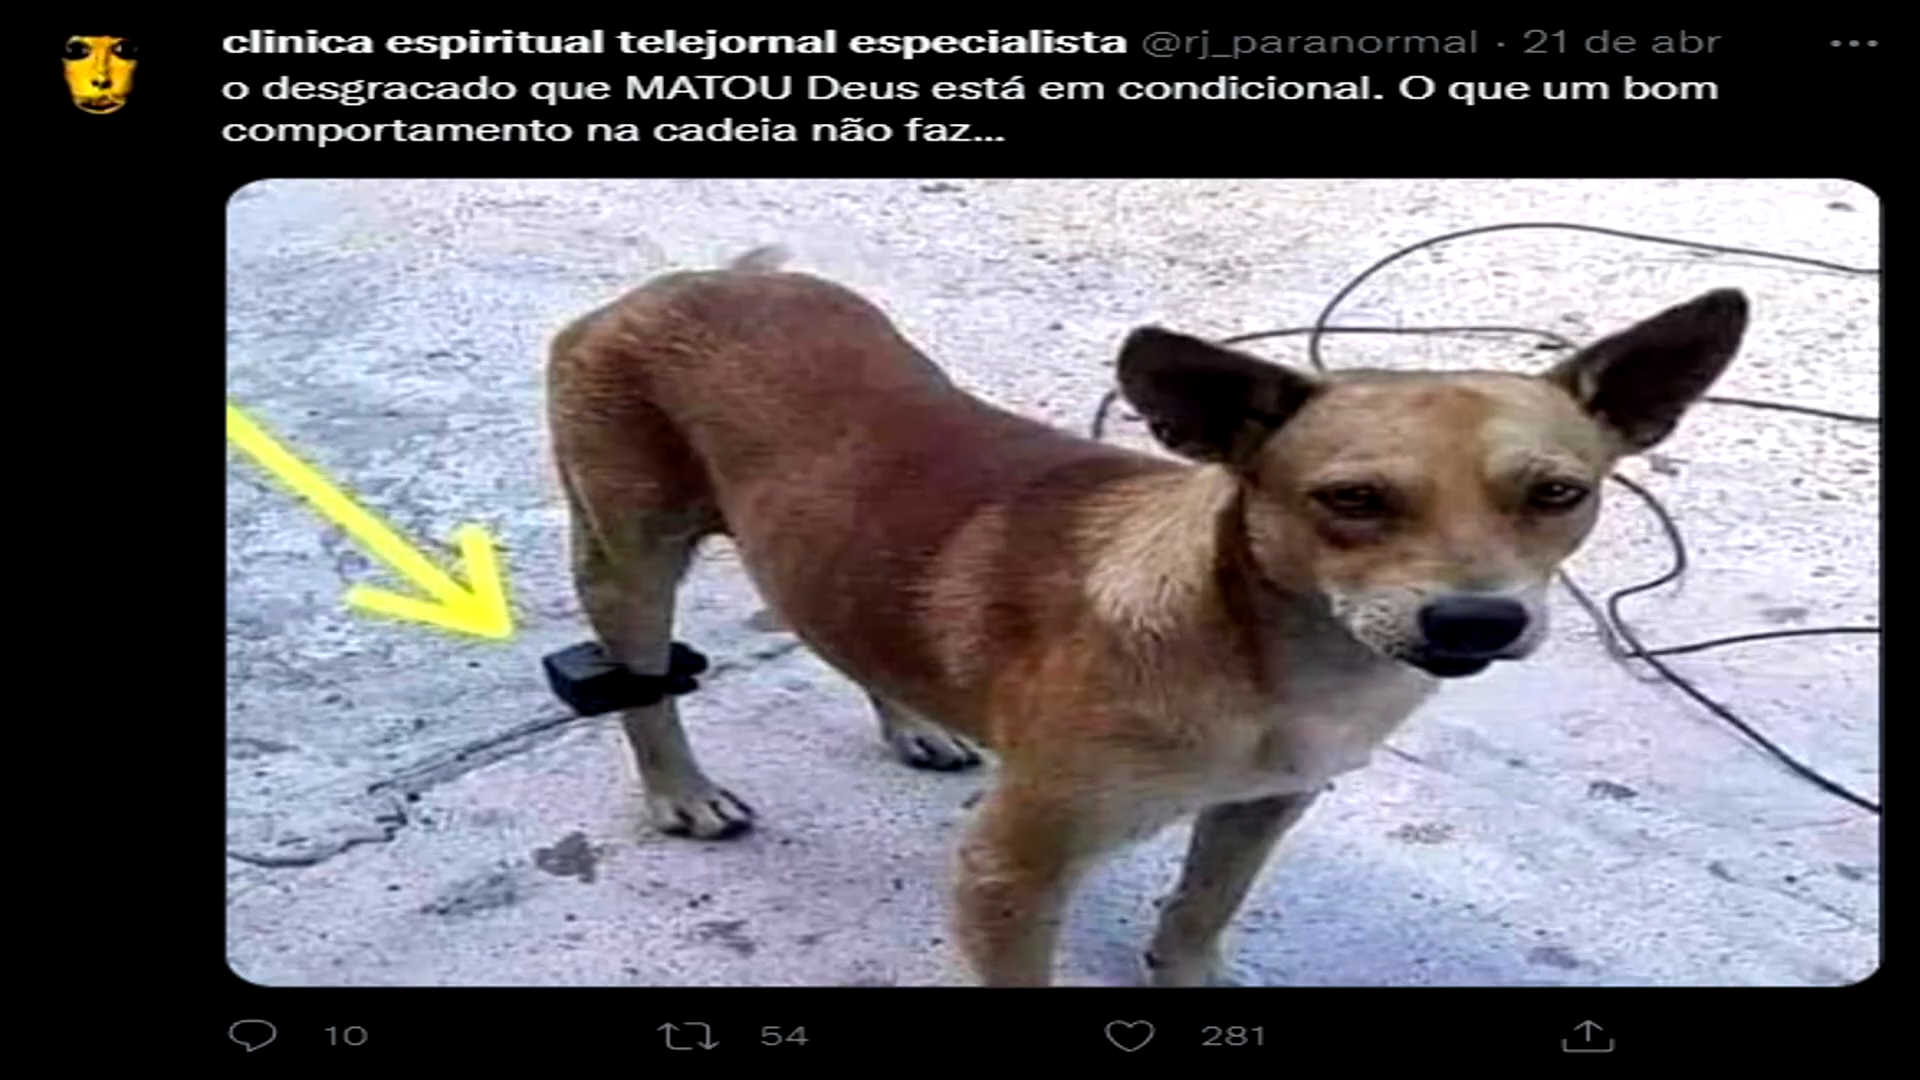 clinica espiritual telejornal especialista @rj_paranormal · 21 de abr
o desgracado que MATOU Deus está em condicional. O que um bom
comportamento na cadeia não faz...
10 54 281